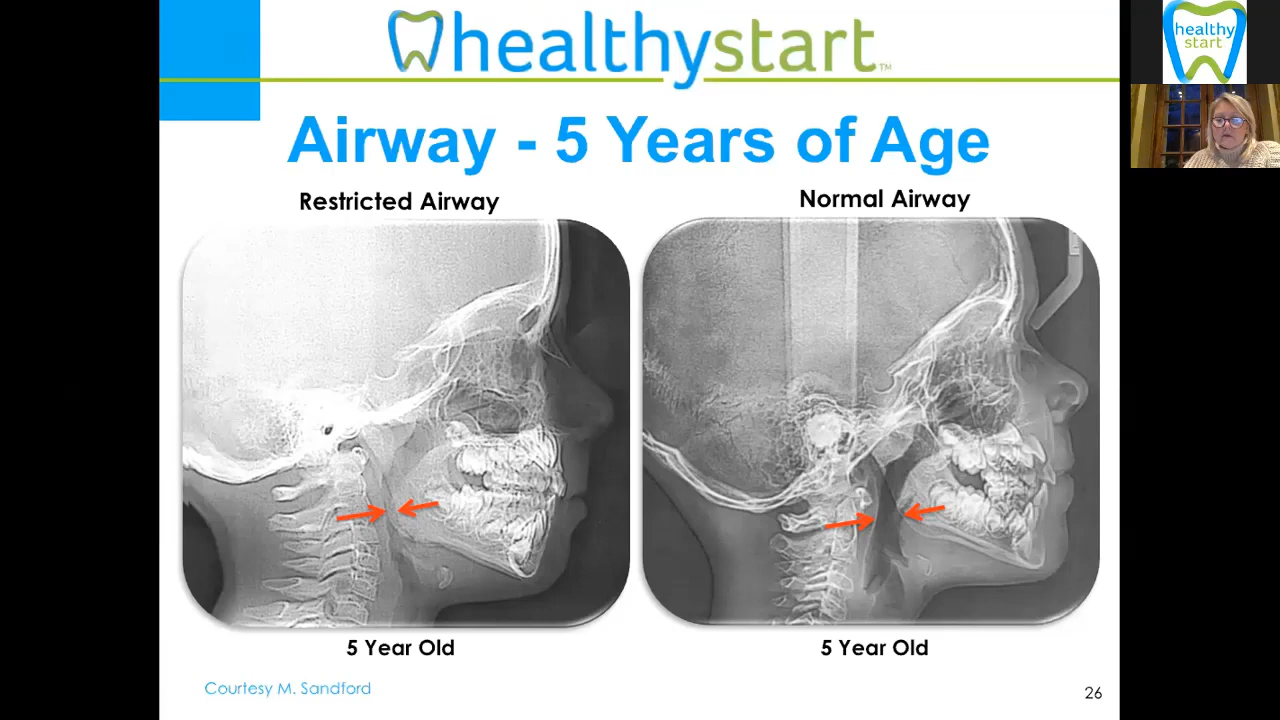 healthystart™
healthy
start
Airway - 5 Years of Age
Restricted Airway
Normal Airway
5 Year Old
5 Year Old
Courtesy M. Sandford
26